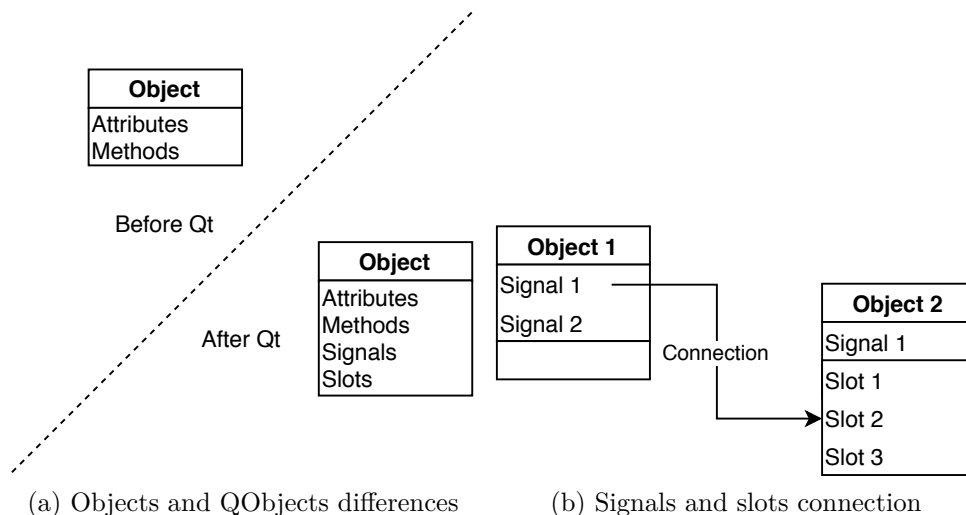 Object
Attributes
Methods
Before Qt
After Qt
Object
Attributes
Methods
Signals
Slots
(a) Objects and QObjects differences
Object 1
Signal 1
Signal 2
Connection
Object 2
Signal 1
Slot 1
Slot 2
Slot 3
(b) Signals and slots connection